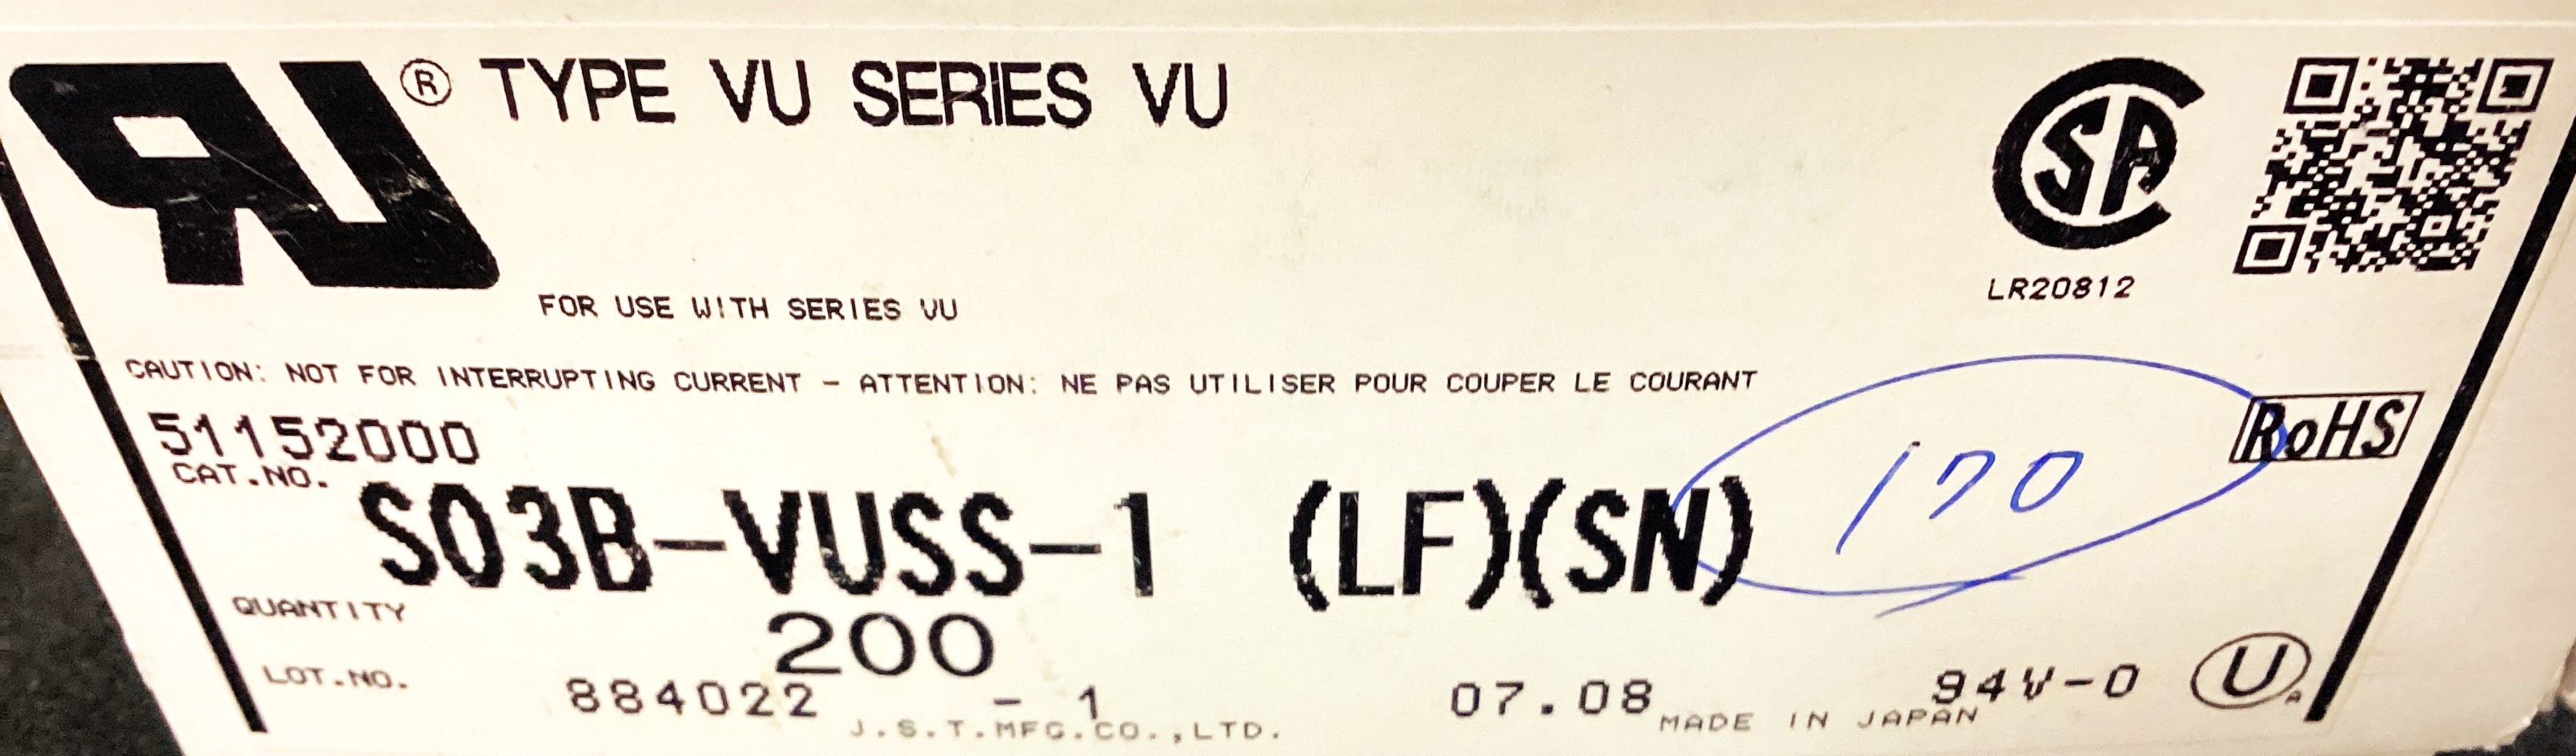 RU® TYPE VU SERIES VU
CSA
LR20812
FOR USE WITH SERIES VU
CAUTION: NOT FOR INTERRUPTING CURRENT - ATTENTION: NE PAS UTILISER POUR COUPER LE COURANT
51152000
RoHS
CAT.NO.
S03B-VUSS-1 (LF)(SN)
170
QUANTITY
200
LOT.NO.
884022 - 1
07.08
94V-0
U
A
J.S.T.MFG.CO.,LTD.
MADE IN JAPAN